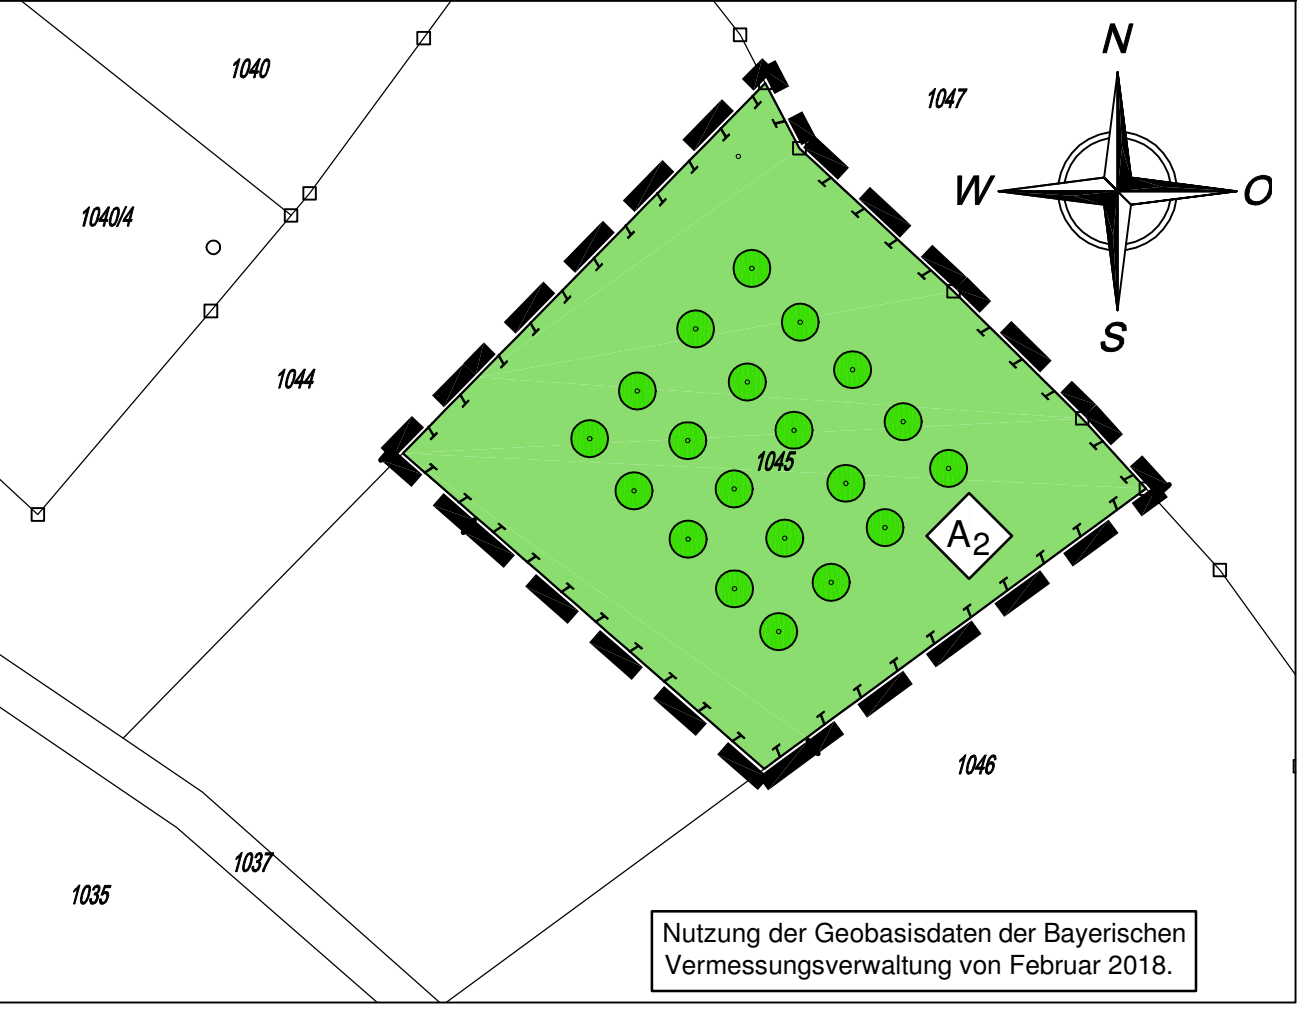 N
1040
1047
W
O
1040/4
S
1044
1045
A2
1046
1037
1035
Nutzung der Geobasisdaten der Bayerischen
Vermessungsverwaltung von Februar 2018.